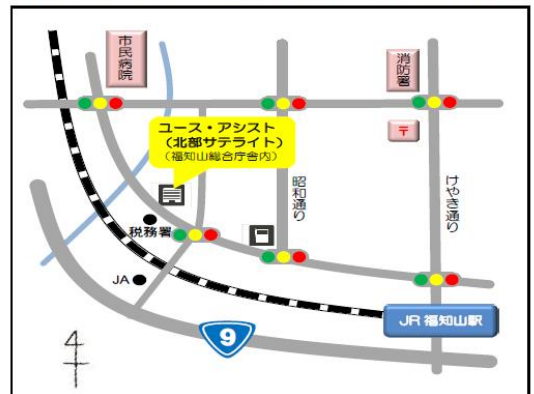 市民病院
消防署
〒
ユース・アシスト
(北部サテライト)
(福知山総合庁舎内)
昭和通り
けやき通り
税務署
JA
9
JR 福知山駅